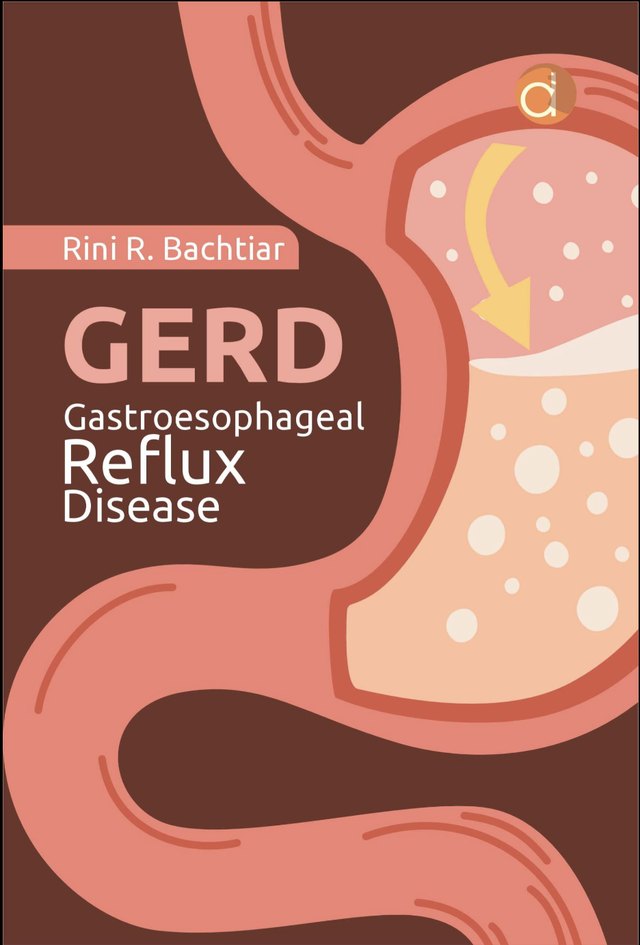 d
Rini R. Bachtiar
GERD
Gastroesophageal
Reflux
Disease